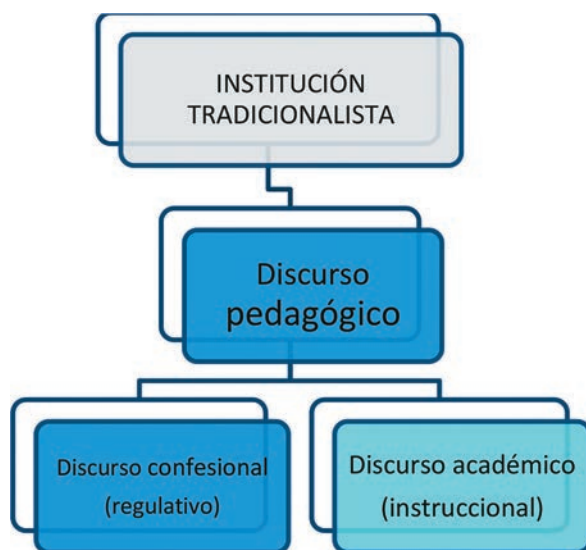 INSTITUCIÓN
TRADICIONALISTA
Discurso
pedagógico
Discurso confesional
(regulativo)
Discurso académico
(instruccional)